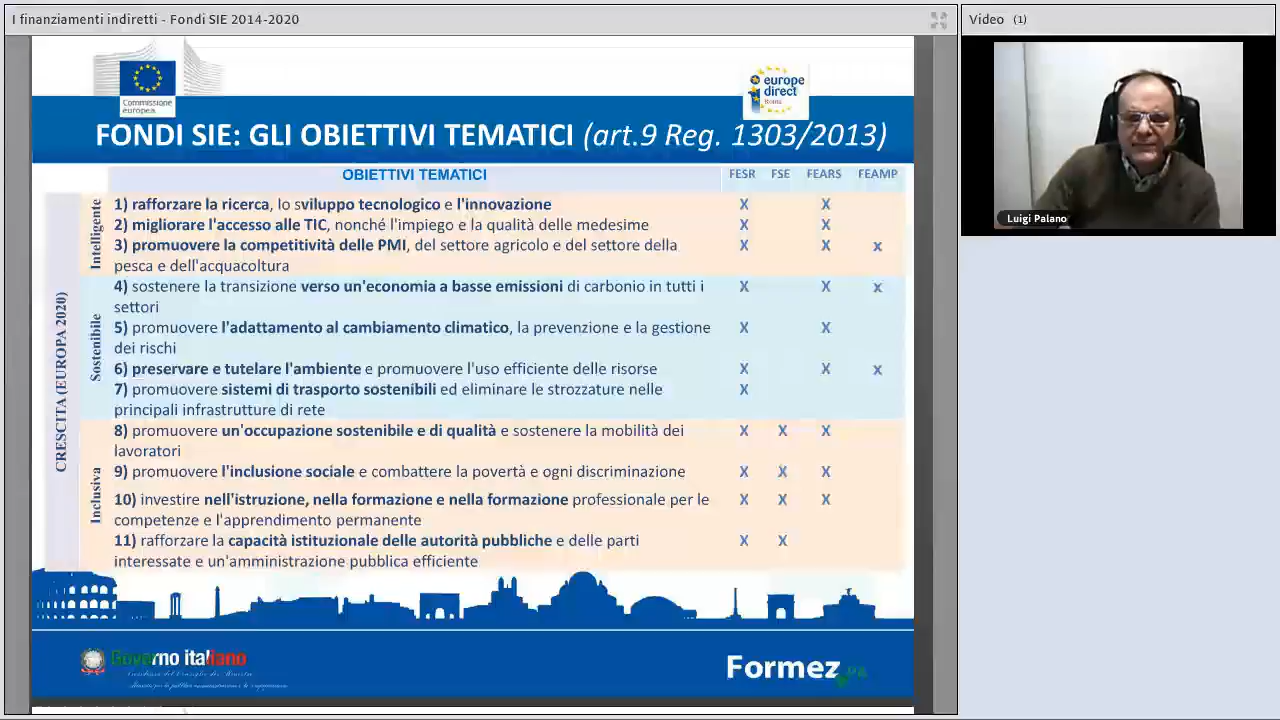 I finanziamenti indiretti - Fondi SIE 2014-2020
Video (1)
Commissione
europea
europe
direct
Roma
FONDI SIE: GLI OBIETTIVI TEMATICI (art.9 Reg. 1303/2013)
OBIETTIVI TEMATICI FESR FSE FEARS FEAMP
CRESCITA (EUROPA 2020)
Intelligente
1) rafforzare la ricerca, lo sviluppo tecnologico e l'innovazione X X
2) migliorare l'accesso alle TIC, nonché l'impiego e la qualità delle medesime X X
3) promuovere la competitività delle PMI, del settore agricolo e del settore della X X x
pesca e dell'acquacoltura
Sostenibile
4) sostenere la transizione verso un'economia a basse emissioni di carbonio in tutti i X X x
settori
5) promuovere l'adattamento al cambiamento climatico, la prevenzione e la gestione X X
dei rischi
6) preservare e tutelare l'ambiente e promuovere l'uso efficiente delle risorse X X x
7) promuovere sistemi di trasporto sostenibili ed eliminare le strozzature nelle X
principali infrastrutture di rete
Inclusiva
8) promuovere un'occupazione sostenibile e di qualità e sostenere la mobilità dei X X X
lavoratori
9) promuovere l'inclusione sociale e combattere la povertà e ogni discriminazione X X X
10) investire nell'istruzione, nella formazione e nella formazione professionale per le X X X
competenze e l'apprendimento permanente
11) rafforzare la capacità istituzionale delle autorità pubbliche e delle parti X X
interessate e un'amministrazione pubblica efficiente
Governo italiano
Formez PA
Luigi Palano